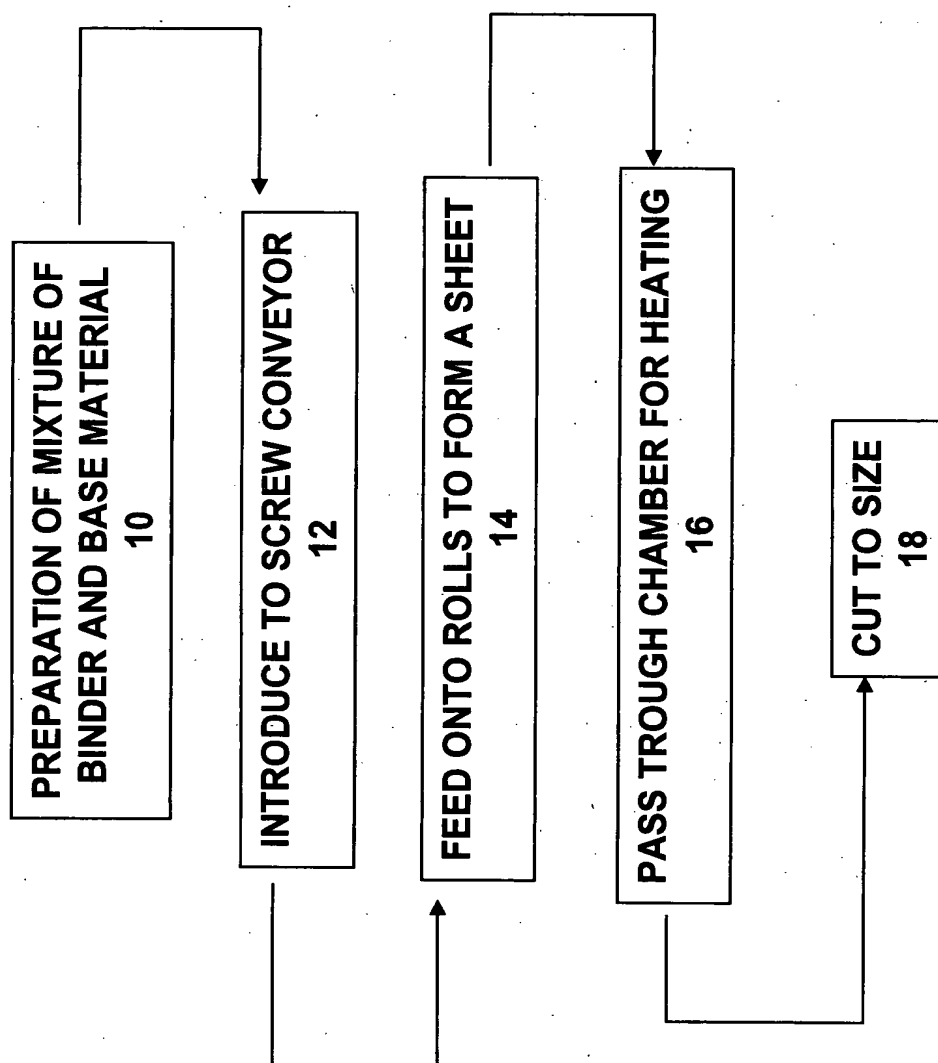 PREPARATION OF MIXTURE OF
BINDER AND BASE MATERIAL
10
INTRODUCE TO SCREW CONVEYOR
12
FEED ONTO ROLLS TO FORM A SHEET
14
PASS TROUGH CHAMBER FOR HEATING
16
CUT TO SIZE
18